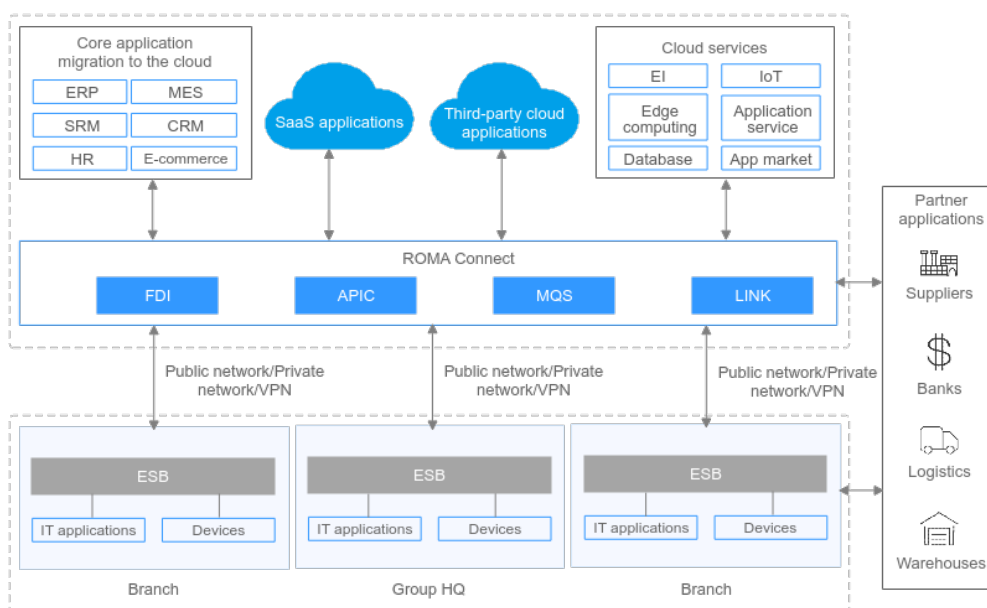 Core application
migration to the cloud
ERP
MES
SRM
CRM
HR
E-commerce
SaaS applications
Third-party cloud
applications
Cloud services
EI
IoT
Edge
computing
Application
service
Database
App market
ROMA Connect
FDI
APIC
MQS
LINK
Public network/Private
network/VPN
Public network/Private
network/VPN
Public network/Private
network/VPN
ESB
IT applications
Devices
Branch
ESB
IT applications
Devices
Group HQ
ESB
IT applications
Devices
Branch
Partner
applications
Suppliers
$
Banks
Logistics
Warehouses